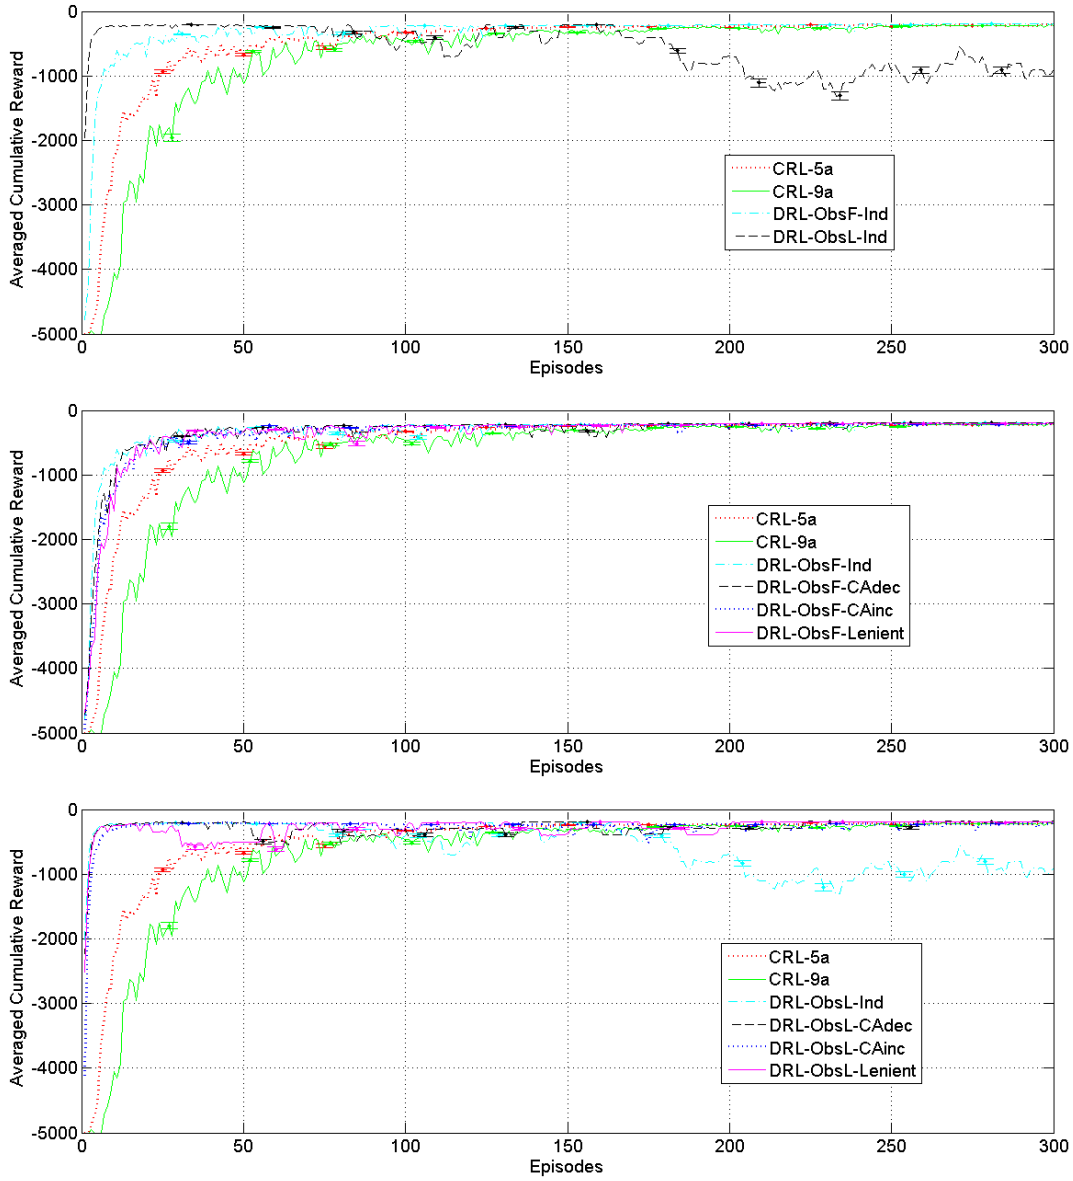 0
-1000
-2000
-3000
-4000
-5000
Averaged Cumulative Reward
CRL-5a
CRL-9a
DRL-ObsF-Ind
DRL-ObsL-Ind
0 50 100 150 200 250 300
Episodes
0
-1000
-2000
-3000
-4000
-5000
Averaged Cumulative Reward
CRL-5a
CRL-9a
DRL-ObsF-Ind
DRL-ObsF-CAdec
DRL-ObsF-CAinc
DRL-ObsF-Lenient
0 50 100 150 200 250 300
Episodes
0
-1000
-2000
-3000
-4000
-5000
Averaged Cumulative Reward
CRL-5a
CRL-9a
DRL-ObsL-Ind
DRL-ObsL-CAdec
DRL-ObsL-CAinc
DRL-ObsL-Lenient
0 50 100 150 200 250 300
Episodes